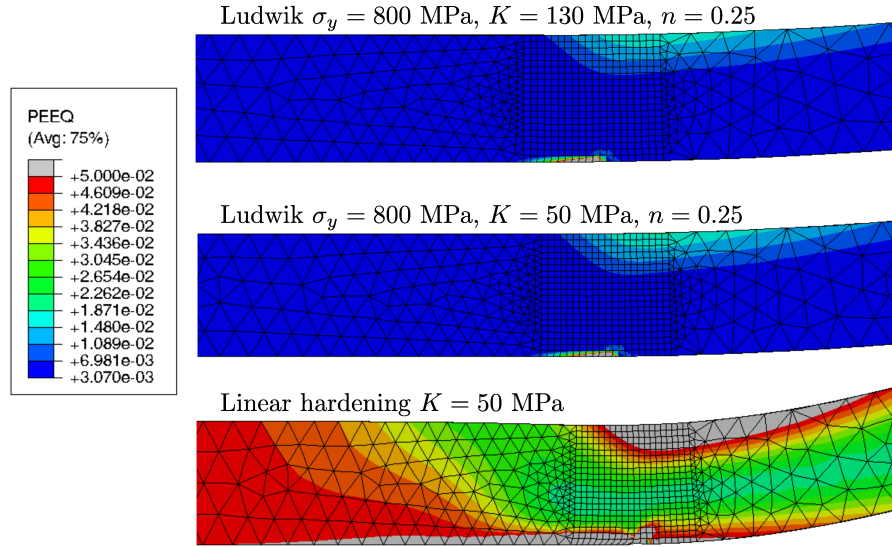 Ludwik σy = 800 MPa, K = 130 MPa, n = 0.25
PEEQ
(Avg: 75%)
+5.000e-02
+4.609e-02
+4.218e-02
+3.827e-02
+3.436e-02
+3.045e-02
+2.654e-02
+2.262e-02
+1.871e-02
+1.480e-02
+1.089e-02
+6.981e-03
+3.070e-03
Ludwik σy = 800 MPa, K = 50 MPa, n = 0.25
Linear hardening K = 50 MPa